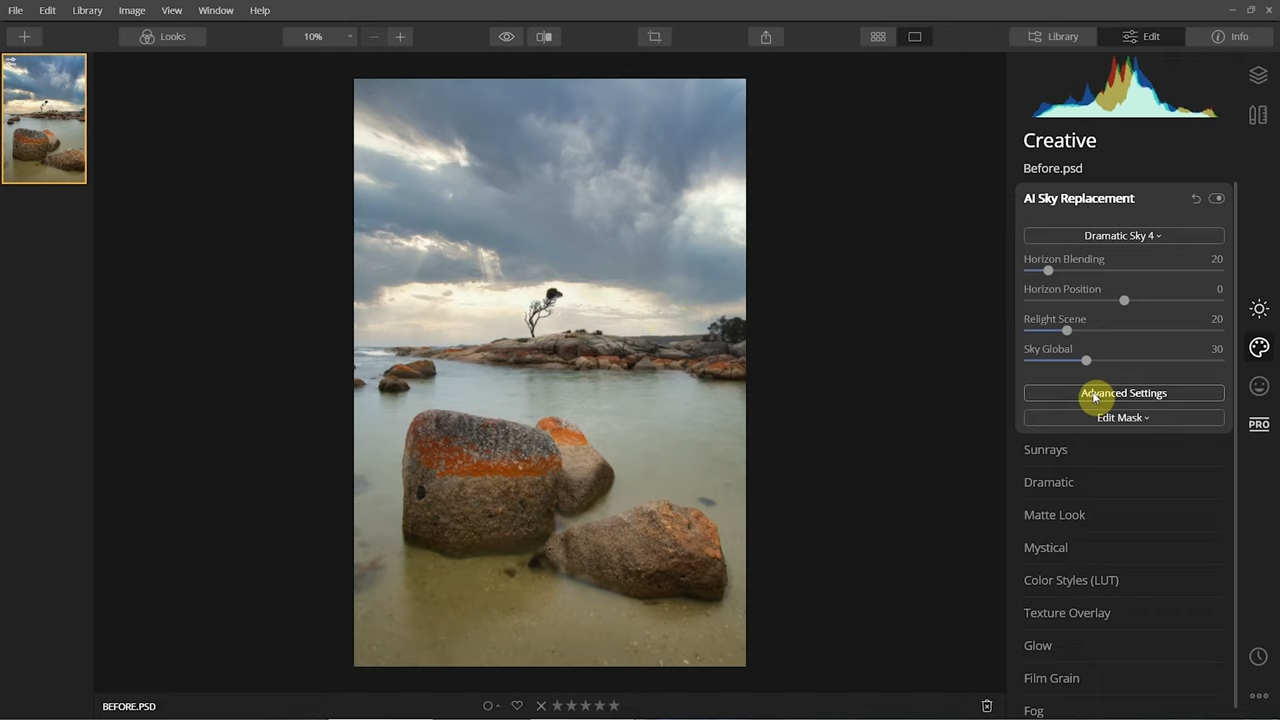 File Edit Library Image View Window Help
Looks 10% Library Edit Info
Creative
Before.psd
AI Sky Replacement
Dramatic Sky 4
Horizon Blending 20
Horizon Position 0
Relight Scene 20
Sky Global 30
Advanced Settings
Edit Mask
PRO
Sunrays
Dramatic
Matte Look
Mystical
Color Styles (LUT)
Texture Overlay
Glow
Film Grain
Fog
BEFORE.PSD